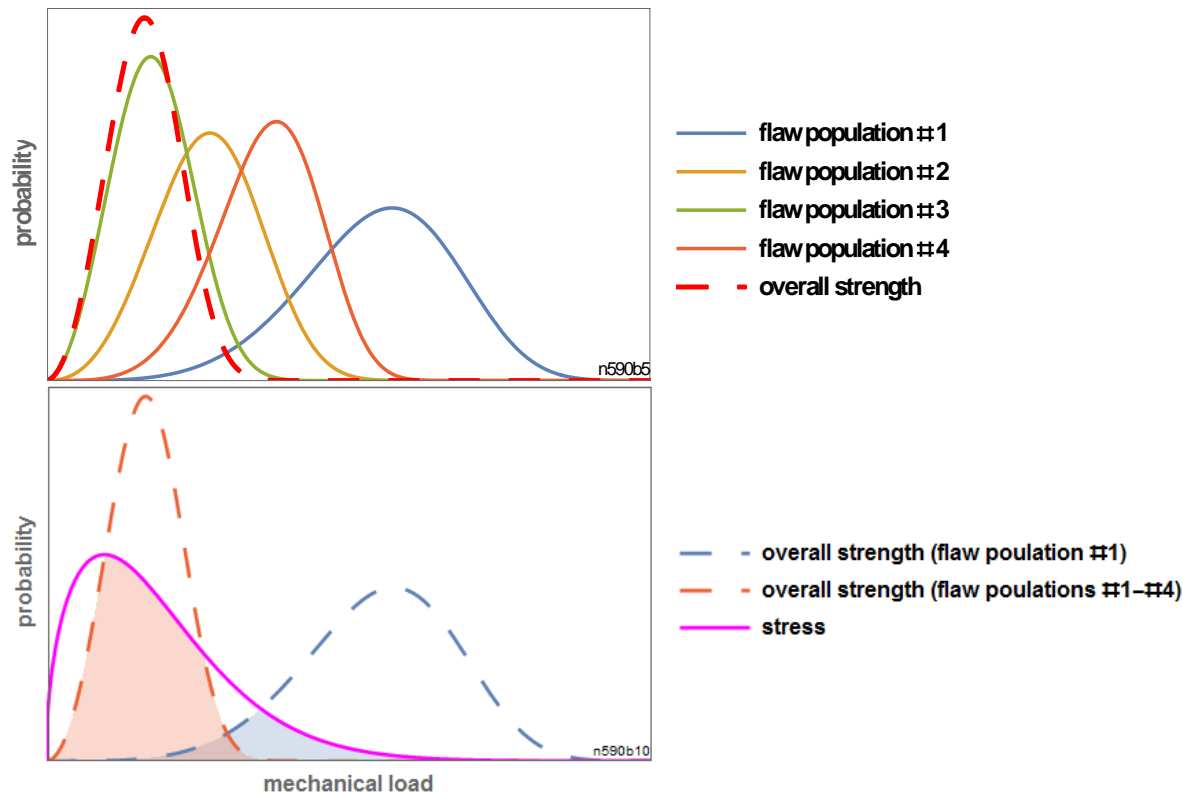 probability
flaw population #1
flaw population #2
flaw population #3
flaw population #4
overall strength
n590b5
probability
overall strength (flaw poulation #1)
overall strength (flaw poulations #1–#4)
stress
n590b10
mechanical load